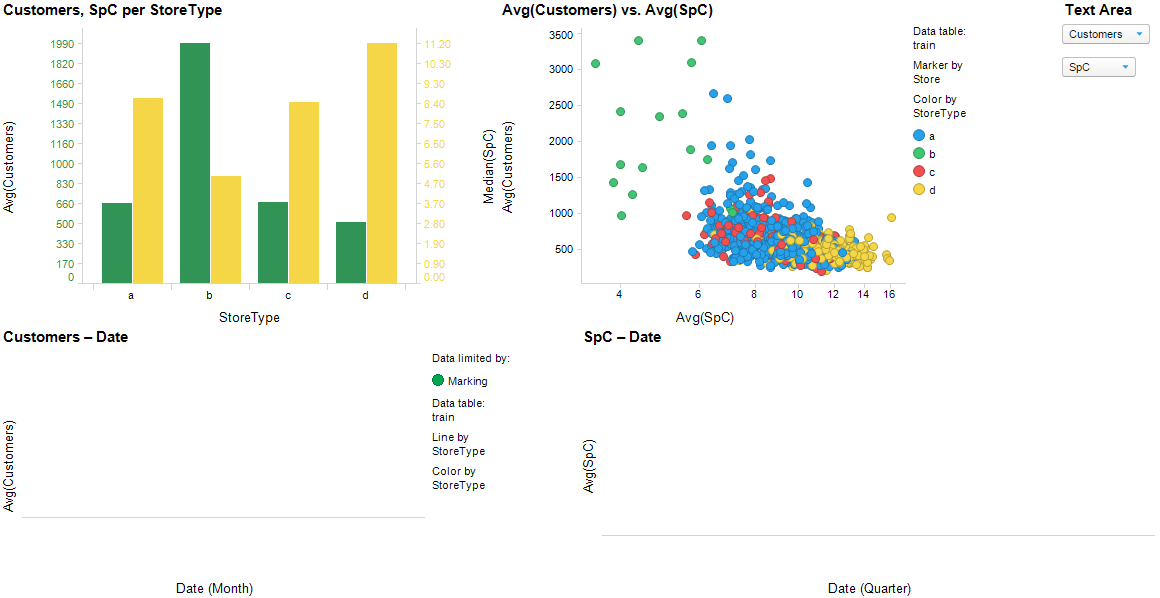 Customers, SpC per StoreType
Avg(Customers)
1990
1820
1660
1490
1330
1160
1000
830
660
500
330
170
0
11.20
10.30
9.30
8.40
7.50
6.50
5.60
4.70
3.70
2.80
1.90
0.90
0.00
Median(SpC)
a
b
c
d
StoreType
Avg(Customers) vs. Avg(SpC)
Avg(Customers)
3500
3000
2500
2000
1500
1000
500
4
6
8
10
12
14
16
Avg(SpC)
Data table:
train
Marker by
Store
Color by
StoreType
a
b
c
d
Text Area
Customers
SpC
Customers – Date
Avg(Customers)
Date (Month)
Data limited by:
Marking
Data table:
train
Line by
StoreType
Color by
StoreType
SpC – Date
Avg(SpC)
Date (Quarter)